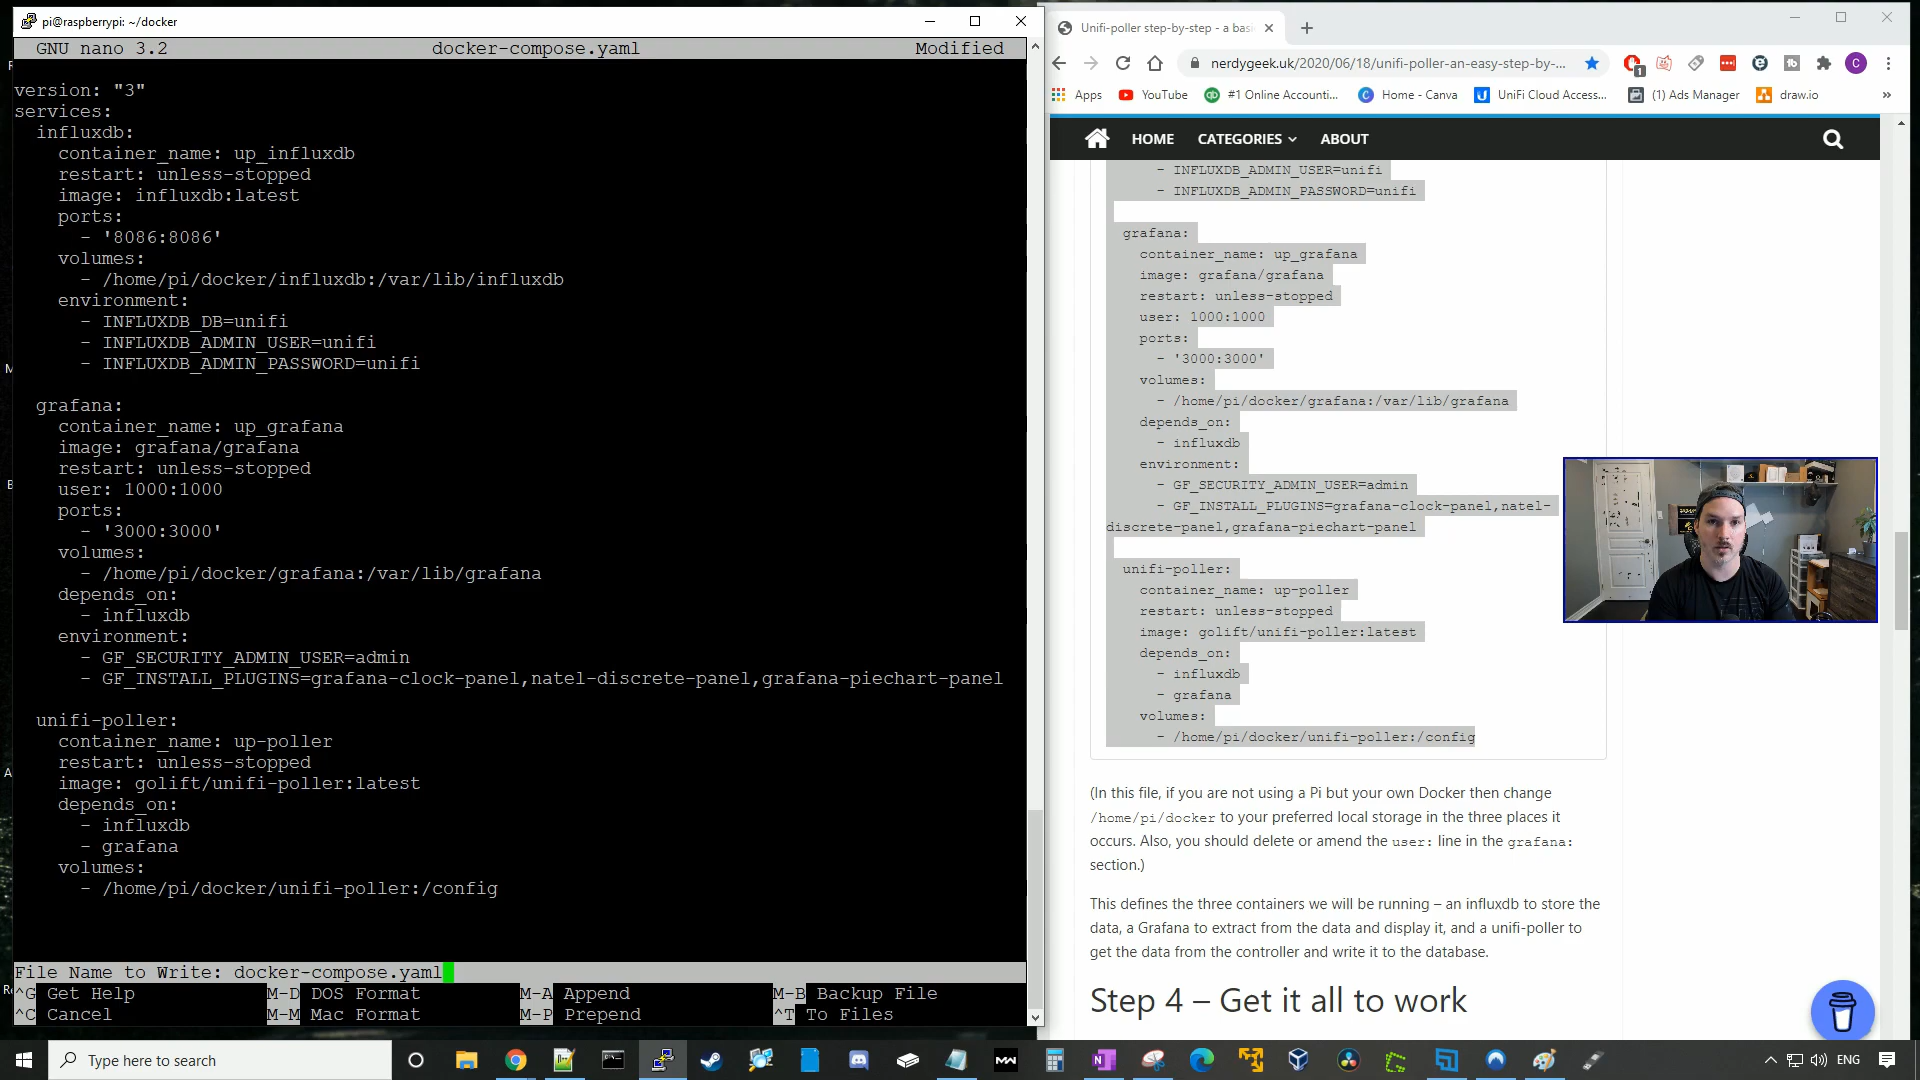 pi@raspberrypi: ~/docker
GNU nano 3.2
docker-compose.yaml
Modified
version: "3"
services:
influxdb:
container_name: up_influxdb
restart: unless-stopped
image: influxdb:latest
ports:
- '8086:8086'
volumes:
- /home/pi/docker/influxdb:/var/lib/influxdb
environment:
- INFLUXDB_DB=unifi
- INFLUXDB_ADMIN_USER=unifi
- INFLUXDB_ADMIN_PASSWORD=unifi
grafana:
container_name: up_grafana
image: grafana/grafana
restart: unless-stopped
user: 1000:1000
ports:
- '3000:3000'
volumes:
- /home/pi/docker/grafana:/var/lib/grafana
depends_on:
- influxdb
environment:
- GF_SECURITY_ADMIN_USER=admin
- GF_INSTALL_PLUGINS=grafana-clock-panel,natel-discrete-panel,grafana-piechart-panel
unifi-poller:
container_name: up-poller
restart: unless-stopped
image: golift/unifi-poller:latest
depends_on:
- influxdb
- grafana
volumes:
- /home/pi/docker/unifi-poller:/config
File Name to Write: docker-compose.yaml
^G Get Help
M-D DOS Format
M-A Append
M-B Backup File
^C Cancel
M-M Mac Format
M-P Prepend
^T To Files
Unifi-poller step-by-step - a basi
nerdygeek.uk/2020/06/18/unifi-poller-an-easy-step-by-...
1
C
Apps
YouTube
#1 Online Accounti...
Home - Canva
UniFi Cloud Access...
(1) Ads Manager
draw.io
»
HOME
CATEGORIES
ABOUT
- INFLUXDB_ADMIN_USER=unifi
- INFLUXDB_ADMIN_PASSWORD=unifi
grafana:
container_name: up_grafana
image: grafana/grafana
restart: unless-stopped
user: 1000:1000
ports:
- '3000:3000'
volumes:
- /home/pi/docker/grafana:/var/lib/grafana
depends_on:
- influxdb
environment:
- GF_SECURITY_ADMIN_USER=admin
- GF_INSTALL_PLUGINS=grafana-clock-panel,natel-
discrete-panel,grafana-piechart-panel
unifi-poller:
container_name: up-poller
restart: unless-stopped
image: golift/unifi-poller:latest
depends_on:
- influxdb
- grafana
volumes:
- /home/pi/docker/unifi-poller:/config
(In this file, if you are not using a Pi but your own Docker then change
/home/pi/docker to your preferred local storage in the three places it
occurs. Also, you should delete or amend the user: line in the grafana:
section.)
This defines the three containers we will be running – an influxdb to store the
data, a Grafana to extract from the data and display it, and a unifi-poller to
get the data from the controller and write it to the database.
Step 4 – Get it all to work
Type here to search
ENG